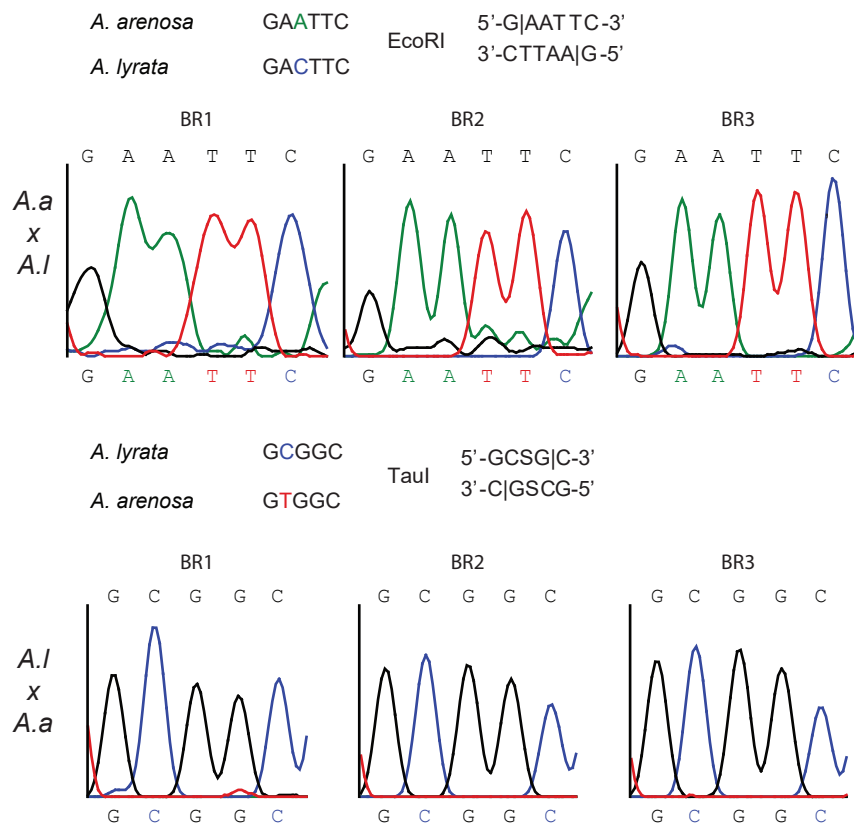 A. arenosa GAATTC EcoRI 5’-G|AATTC-3’
A. lyrata GACTTC 3’-CTTAA|G-5’
BR1 BR2 BR3
G A A T T C G A A T T C G A A T T C
A.a
x
A.l
G A A T T C G A A T T C G A A T T C
A. lyrata GCGGC TauI 5’-GCSG|C-3’
A. arenosa GTGGC 3’-C|GSCG-5’
BR1 BR2 BR3
G C G G C G C G G C G C G G C
A.l
x
A.a
G C G G C G C G G C G C G G C